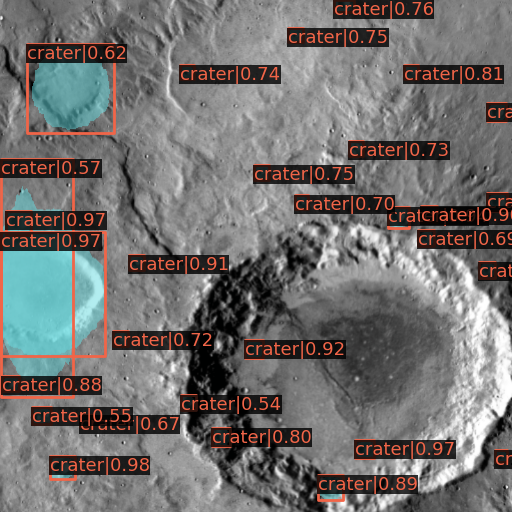 crater|0.76
crater|0.75
crater|0.62
crater|0.74
crater|0.81
crater|0.73
crater|0.57
crater|0.75
crater|0.70
crater|0.97
crater|0.97
crater|0.69
crater|0.91
crater|0.72
crater|0.92
crater|0.88
crater|0.54
crater|0.55
crater|0.67
crater|0.80
crater|0.97
crater|0.98
crater|0.89